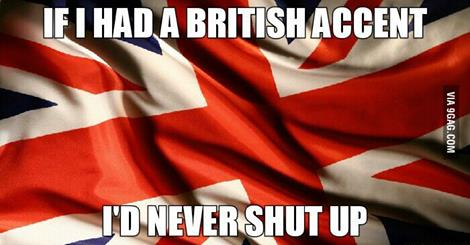 IF I HAD A BRITISH ACCENT
VIA 9GAG.COM
I'D NEVER SHUT UP